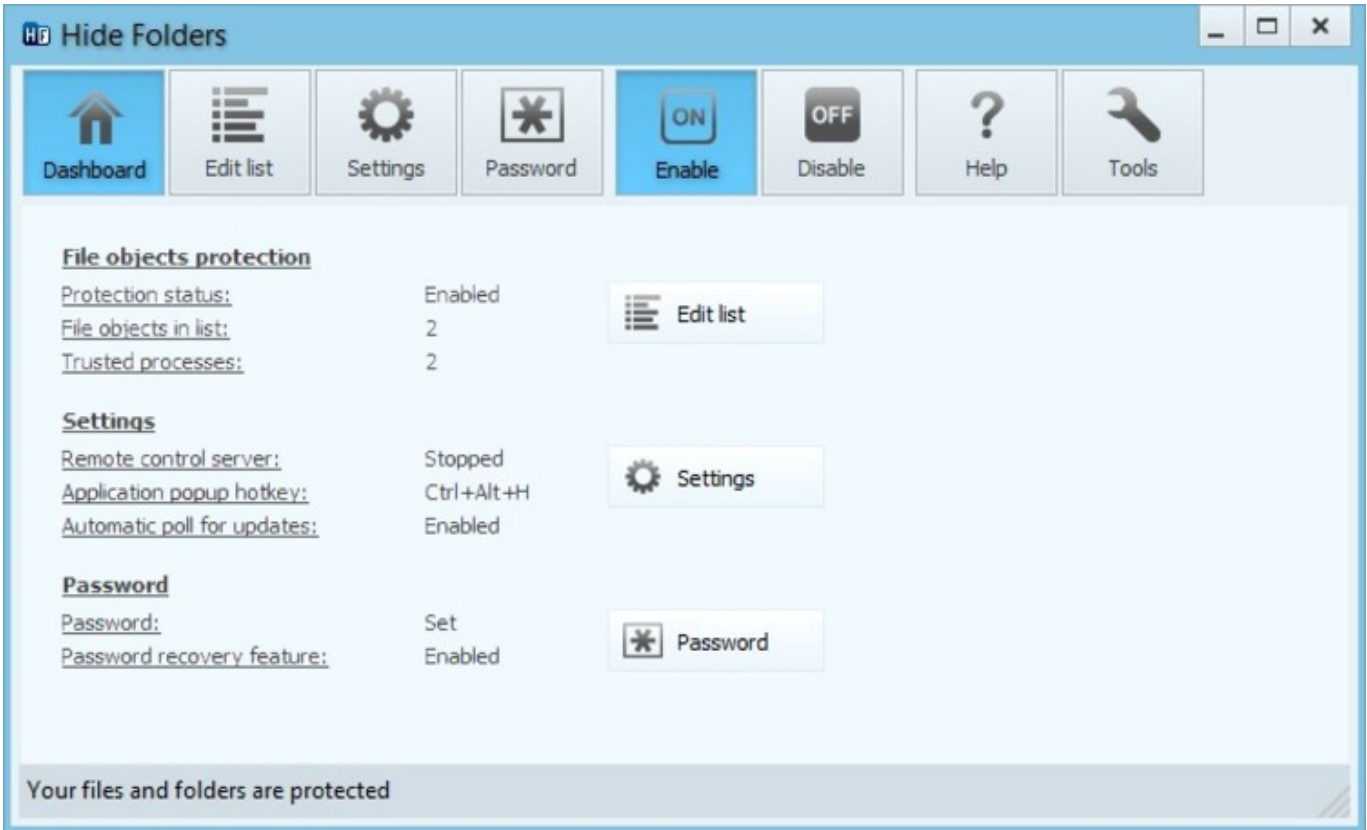 HF Hide Folders
Dashboard Edit list Settings Password ON Enable OFF Disable Help Tools
File objects protection
Protection status: Enabled
File objects in list: 2
Trusted processes: 2
Edit list
Settings
Remote control server: Stopped
Application popup hotkey: Ctrl+Alt+H
Automatic poll for updates: Enabled
Settings
Password
Password: Set
Password recovery feature: Enabled
Password
Your files and folders are protected